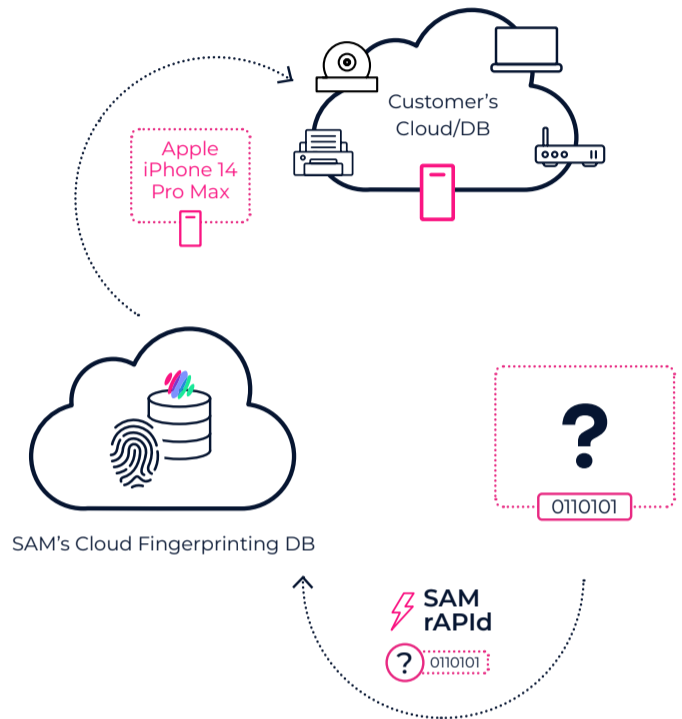 Customer's
Cloud/DB
Apple
iPhone 14
Pro Max
?
0110101
SAM's Cloud Fingerprinting DB
SAM
rAPId
?
0110101